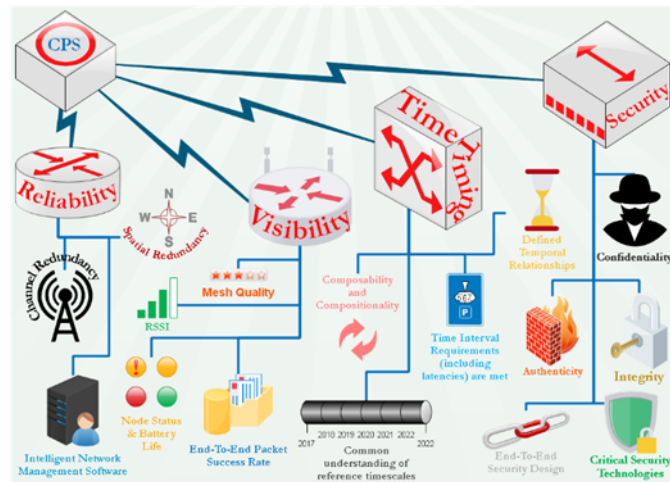 CPS
Reliability
Visibility
Time
Timing
Security
N
W E
S
Spatial Redundancy
Channel Redundancy
Mesh Quality
RSSI
Composability and
Compositionality
Defined
Temporal
Relationships
Confidentiality
P
Time Interval
Requirements
(including
latencies) are met
Authenticity
Integrity
Node Status
& Battery
Life
Intelligent Network
Management Software
End-To-End Packet
Success Rate
2017 2018 2019 2020 2021 2022 2022
Common
understanding of
reference timescales
End-To-End
Security Design
Critical Security
Technologies